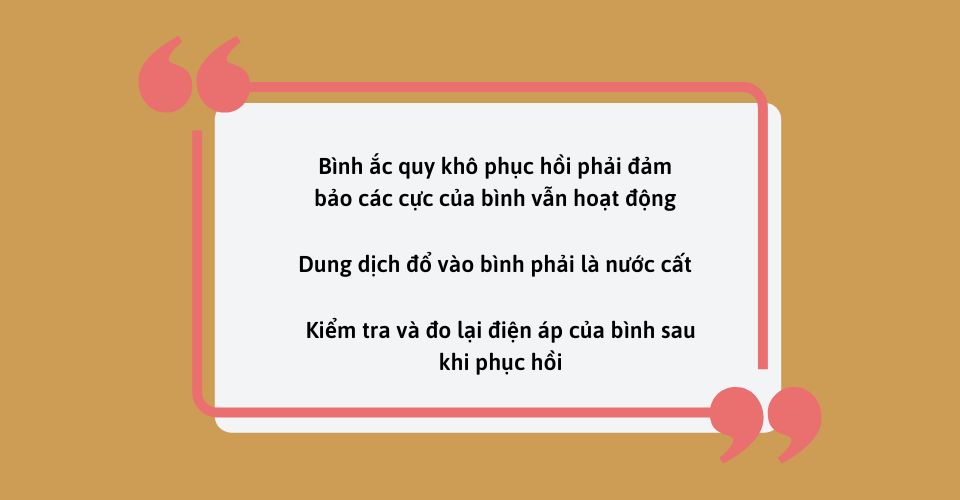 Bình ắc quy khô phục hồi phải đảm
bảo các cực của bình vẫn hoạt động
Dung dịch đổ vào bình phải là nước cất
Kiểm tra và đo lại điện áp của bình sau
khi phục hồi